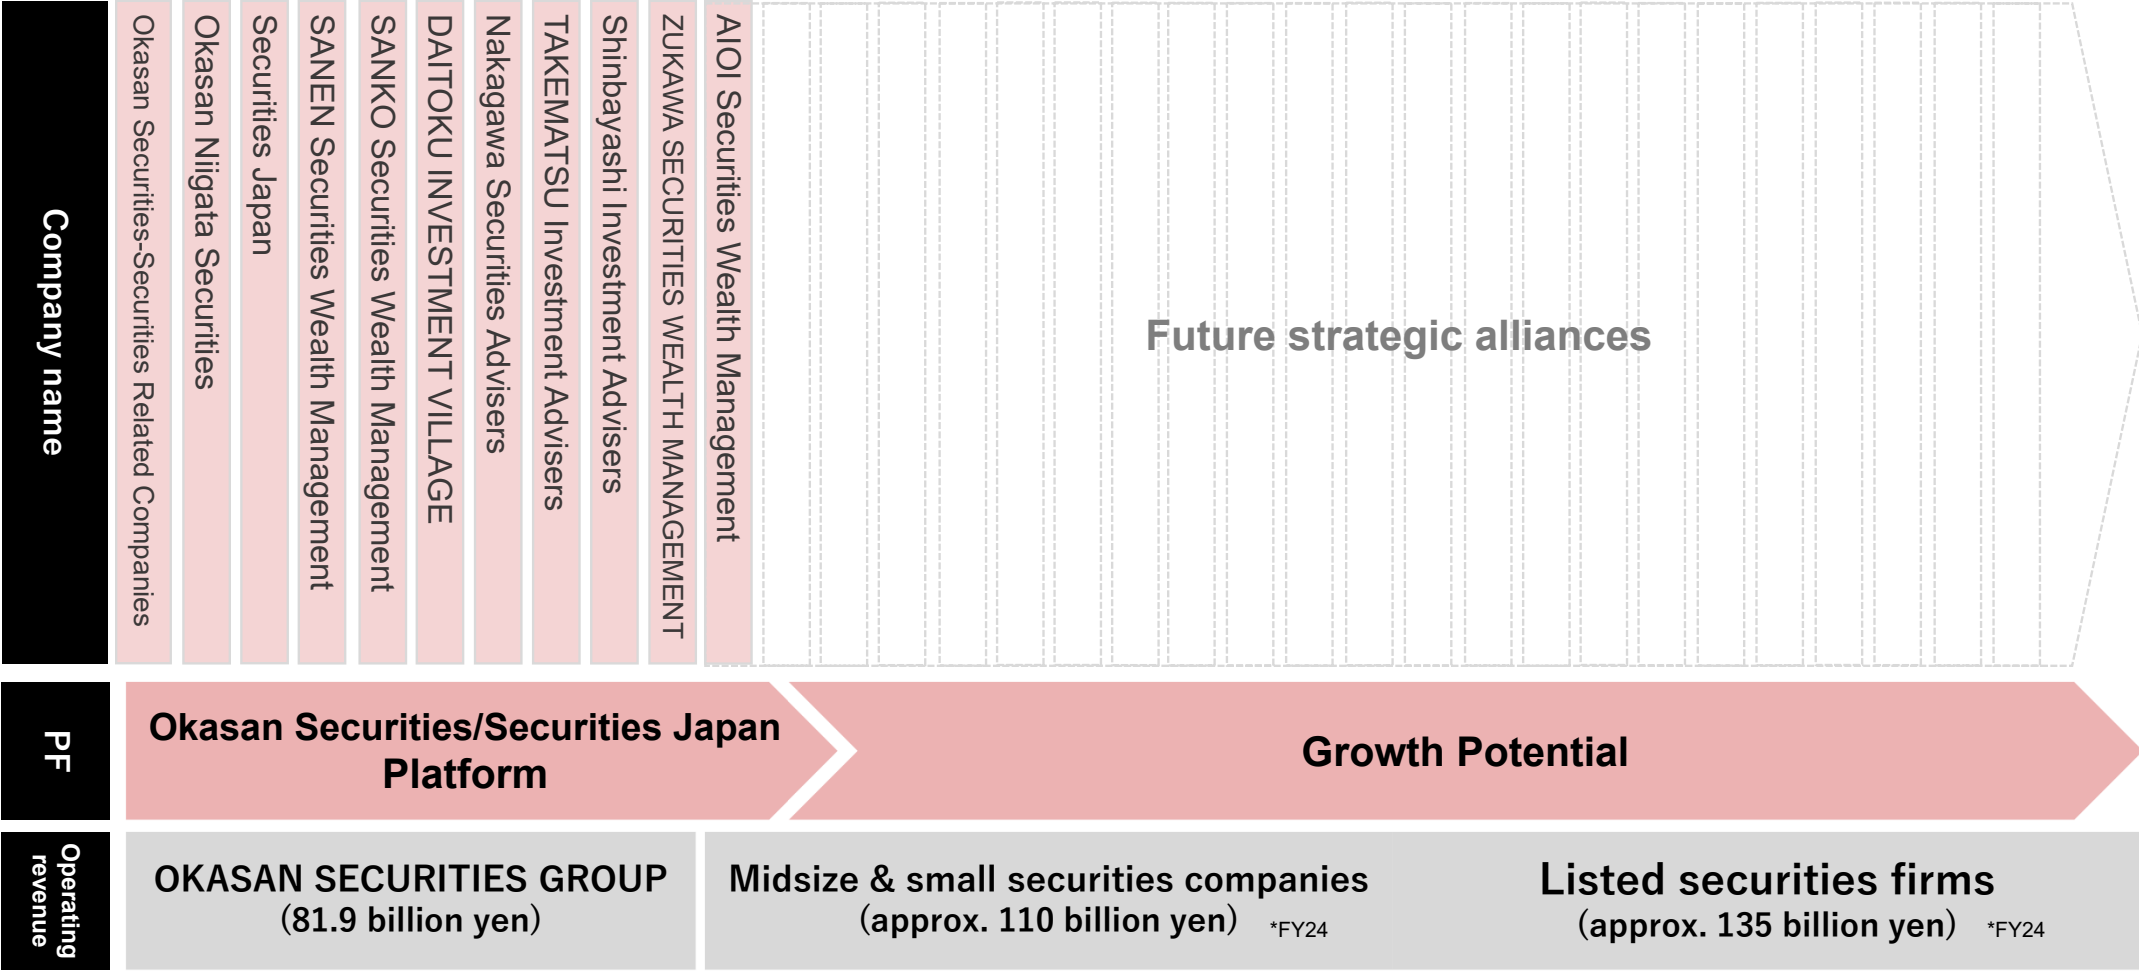 Company name
Okasan Securities-Securities Related Companies
Okasan Niigata Securities
Securities Japan
SANEN Securities Wealth Management
SANKO Securities Wealth Management
DAITOKU INVESTMENT VILLAGE
Nakagawa Securities Advisers
TAKEMATSU Investment Advisers
Shinbayashi Investment Advisers
ZUKAWA SECURITIES WEALTH MANAGEMENT
AIOI Securities Wealth Management
Future strategic alliances
PF
Okasan Securities/Securities Japan
Platform
Growth Potential
Operating
revenue
OKASAN SECURITIES GROUP
(81.9 billion yen)
Midsize & small securities companies
(approx. 110 billion yen) *FY24
Listed securities firms
(approx. 135 billion yen) *FY24